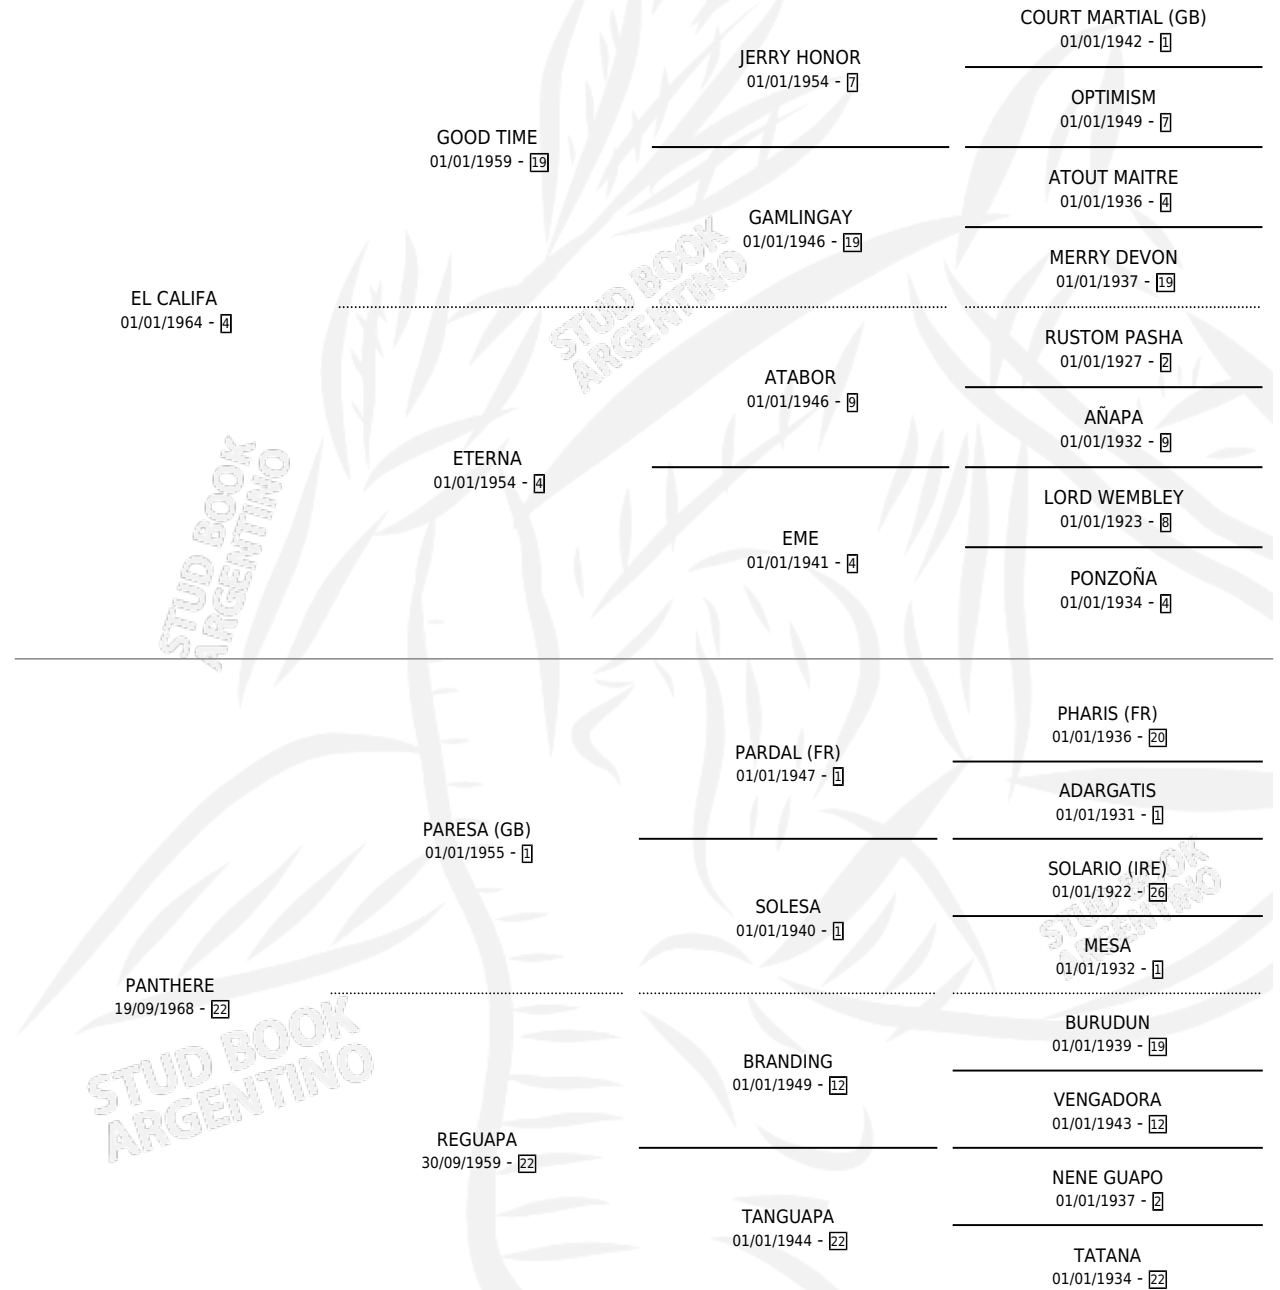 COURT MARTIAL (GB)
01/01/1942 - 1
JERRY HONOR
01/01/1954 - 7
OPTIMISM
01/01/1949 - 7
GOOD TIME
01/01/1959 - 19
ATOUT MAITRE
01/01/1936 - 4
GAMLINGAY
01/01/1946 - 19
MERRY DEVON
01/01/1937 - 19
EL CALIFA
01/01/1964 - 4
STUD BOOK
ARGENTINO
RUSTOM PASHA
01/01/1927 - 2
ATABOR
01/01/1946 - 9
AÑAPA
01/01/1932 - 9
ETERNA
01/01/1954 - 4
LORD WEMBLEY
01/01/1923 - 8
EME
01/01/1941 - 4
PONZOÑA
01/01/1934 - 4
STUD BOOK
ARGENTINO
PHARIS (FR)
01/01/1936 - 20
PARDAL (FR)
01/01/1947 - 1
ADARGATIS
01/01/1931 - 1
PARESA (GB)
01/01/1955 - 1
SOLARIO (IRE)
01/01/1922 - 26
SOLESA
01/01/1940 - 1
MESA
01/01/1932 - 1
STUD BOOK
ARGENTINO
PANTHERE
19/09/1968 - 22
BURUDUN
01/01/1939 - 19
BRANDING
01/01/1949 - 12
VENGADORA
01/01/1943 - 12
STUD BOOK
ARGENTINO
REGUAPA
30/09/1959 - 22
NENE GUAPO
01/01/1937 - 2
TANGUAPA
01/01/1944 - 22
TATANA
01/01/1934 - 22